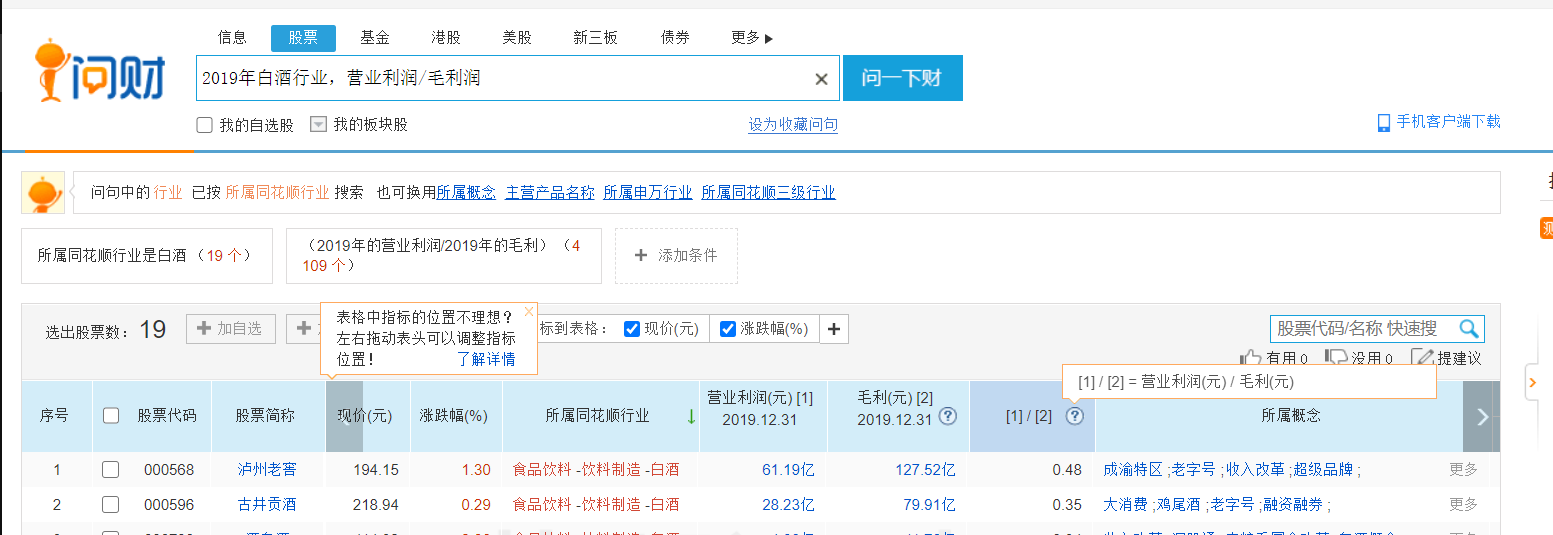 信息 股票 基金 港股 美股 新三板 债券 更多
问财
2019年白酒行业，营业利润/毛利润
问一下财
我的自选股 我的板块股 设为收藏问句
手机客户端下载
问句中的 行业 已按 所属同花顺行业 搜索 也可换用所属概念 主营产品名称 所属申万行业 所属同花顺三级行业
所属同花顺行业是白酒（19 个）
（2019年的营业利润/2019年的毛利）（4
109 个）
+ 添加条件
选出股票数：19
加自选
表格中指标的位置不理想？
左右拖动表头可以调整指标
位置！ 了解详情
标到表格： 现价(元) 涨跌幅(%) +
股票代码/名称 快速搜
有用 0 没用 0 提建议
[1] / [2] = 营业利润(元) / 毛利(元)
序号 股票代码 股票简称 现价(元) 涨跌幅(%) 所属同花顺行业 营业利润(元) [1] 2019.12.31 毛利(元) [2] 2019.12.31 [1] / [2] 所属概念
1 000568 泸州老窖 194.15 1.30 食品饮料 -饮料制造 -白酒 61.19亿 127.52亿 0.48 成渝特区 ;老字号 ;收入改革 ;超级品牌 ; 更多
2 000596 古井贡酒 218.94 0.29 食品饮料 -饮料制造 -白酒 28.23亿 79.91亿 0.35 大消费 ;鸡尾酒 ;老字号 ;融资融券 ; 更多